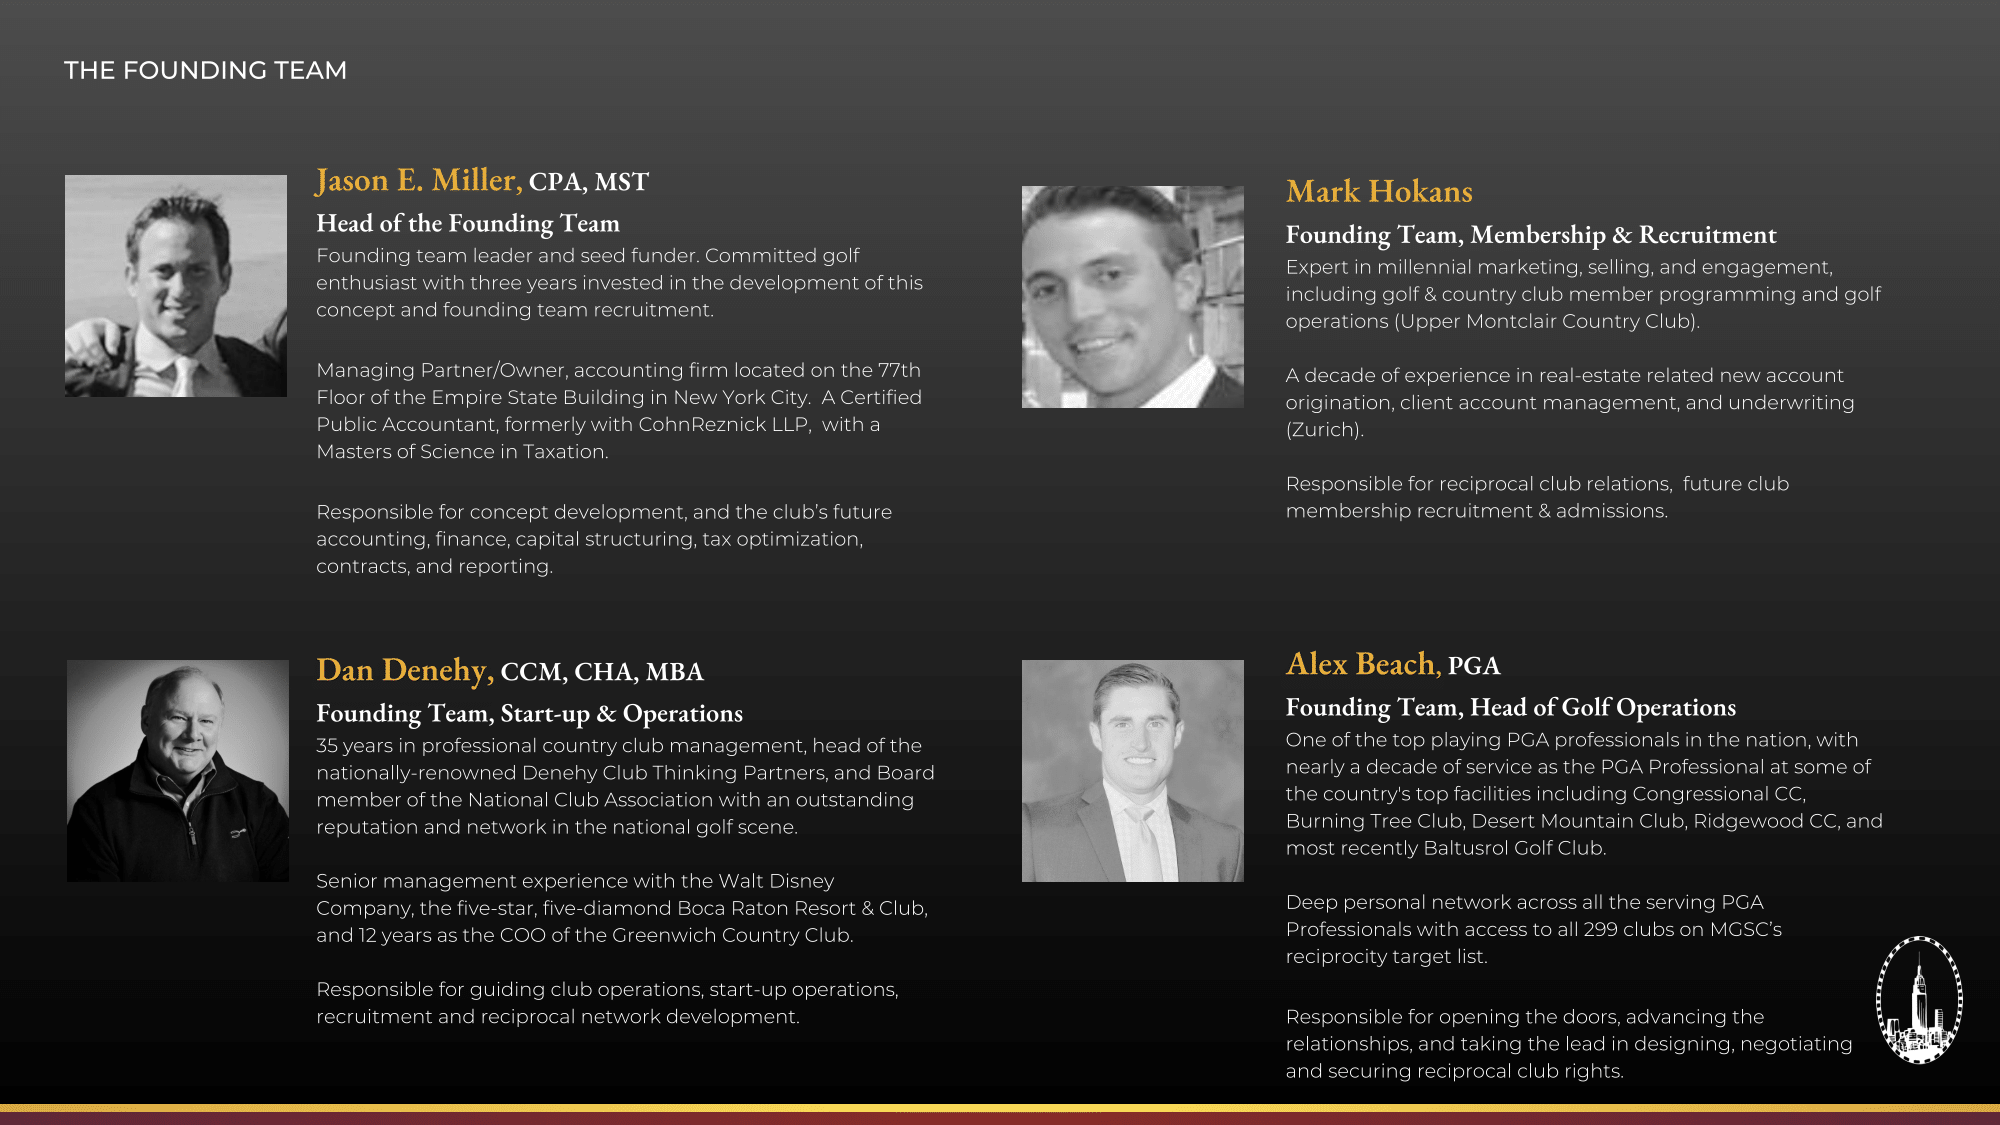 THE FOUNDING TEAM
Jason E. Miller, CPA, MST
Head of the Founding Team
Founding team leader and seed funder. Committed golf
enthusiast with three years invested in the development of this
concept and founding team recruitment.
Managing Partner/Owner, accounting firm located on the 77th
Floor of the Empire State Building in New York City.  A Certified
Public Accountant, formerly with CohnReznick LLP,  with a
Masters of Science in Taxation.
Responsible for concept development, and the club’s future
accounting, finance, capital structuring, tax optimization,
contracts, and reporting.
Mark Hokans
Founding Team, Membership & Recruitment
Expert in millennial marketing, selling, and engagement,
including golf & country club member programming and golf
operations (Upper Montclair Country Club).
A decade of experience in real-estate related new account
origination, client account management, and underwriting
(Zurich).
Responsible for reciprocal club relations,  future club
membership recruitment & admissions.
Dan Denehy, CCM, CHA, MBA
Founding Team, Start-up & Operations
35 years in professional country club management, head of the
nationally-renowned Denehy Club Thinking Partners, and Board
member of the National Club Association with an outstanding
reputation and network in the national golf scene.
Senior management experience with the Walt Disney
Company, the five-star, five-diamond Boca Raton Resort & Club,
and 12 years as the COO of the Greenwich Country Club.
Responsible for guiding club operations, start-up operations,
recruitment and reciprocal network development.
Alex Beach, PGA
Founding Team, Head of Golf Operations
One of the top playing PGA professionals in the nation, with
nearly a decade of service as the PGA Professional at some of
the country's top facilities including Congressional CC,
Burning Tree Club, Desert Mountain Club, Ridgewood CC, and
most recently Baltusrol Golf Club.
Deep personal network across all the serving PGA
Professionals with access to all 299 clubs on MGSC’s
reciprocity target list.
Responsible for opening the doors, advancing the
relationships, and taking the lead in designing, negotiating
and securing reciprocal club rights.